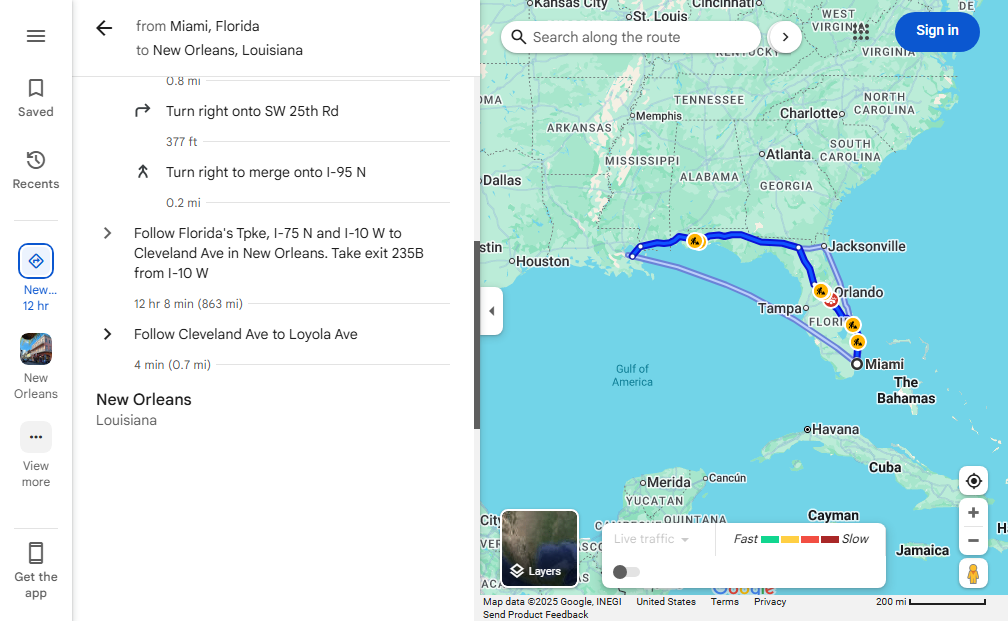 Saved
Recents
New...
12 hr
New
Orleans
View
more
Get the
app
from Miami, Florida
to New Orleans, Louisiana
0.8 mi
Turn right onto SW 25th Rd
377 ft
Turn right to merge onto I-95 N
0.2 mi
Follow Florida's Tpke, I-75 N and I-10 W to
Cleveland Ave in New Orleans. Take exit 235B
from I-10 W
12 hr 8 min (863 mi)
Follow Cleveland Ave to Loyola Ave
4 min (0.7 mi)
New Orleans
Louisiana
Search along the route
Sign in
Kansas City
St. Louis
Cincinnati
WEST
VIRGINIA
DE
KENTUCKY
VIRGINIA
OMA
TENNESSEE
NORTH
CAROLINA
Charlotte
Memphis
ARKANSAS
SOUTH
CAROLINA
Atlanta
MISSISSIPPI
ALABAMA
GEORGIA
Dallas
stin
Houston
Jacksonville
Orlando
Tampa
FLORI
Miami
Gulf of
America
The
Bahamas
Havana
Cuba
Mérida
Cancún
YUCATAN
QUINTANA
City
Cayman
Jamaica
H
Layers
Live traffic
Fast
Slow
Google
Map data ©2025 Google, INEGI
United States
Terms
Privacy
200 mi
Send Product Feedback